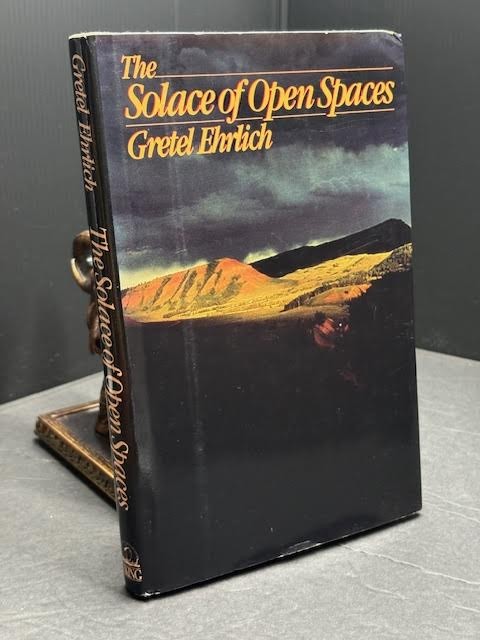 The
Solace of Open Spaces
Gretel Ehrlich
Gretel Ehrlich
The Solace of Open Spaces